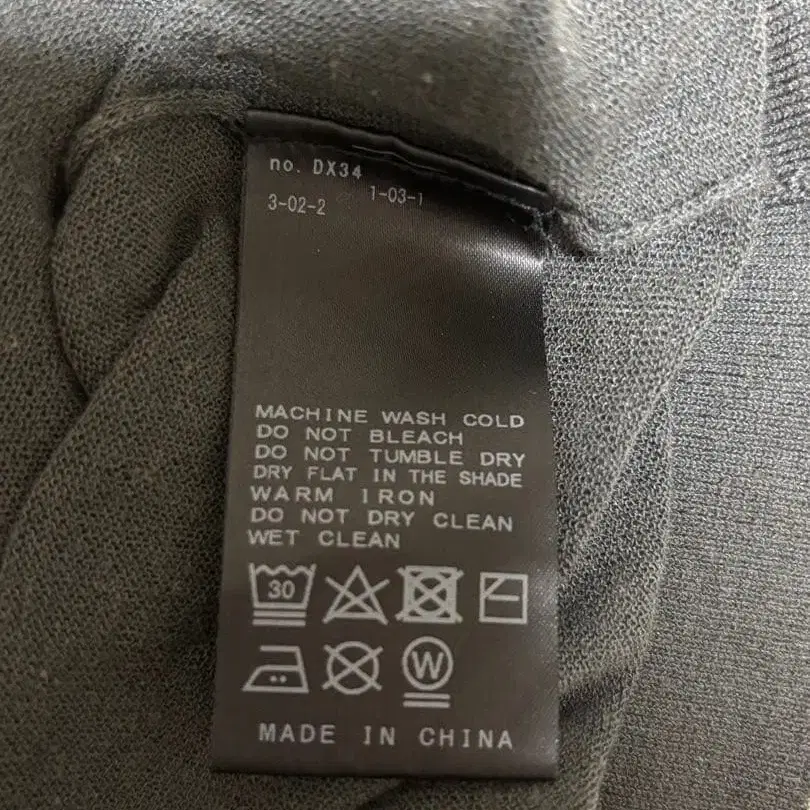 no. DX34
3-02-2 1-03-1
MACHINE WASH COLD
DO NOT BLEACH
DO NOT TUMBLE DRY
DRY FLAT IN THE SHADE
WARM IRON
DO NOT DRY CLEAN
WET CLEAN
30
W
MADE IN CHINA